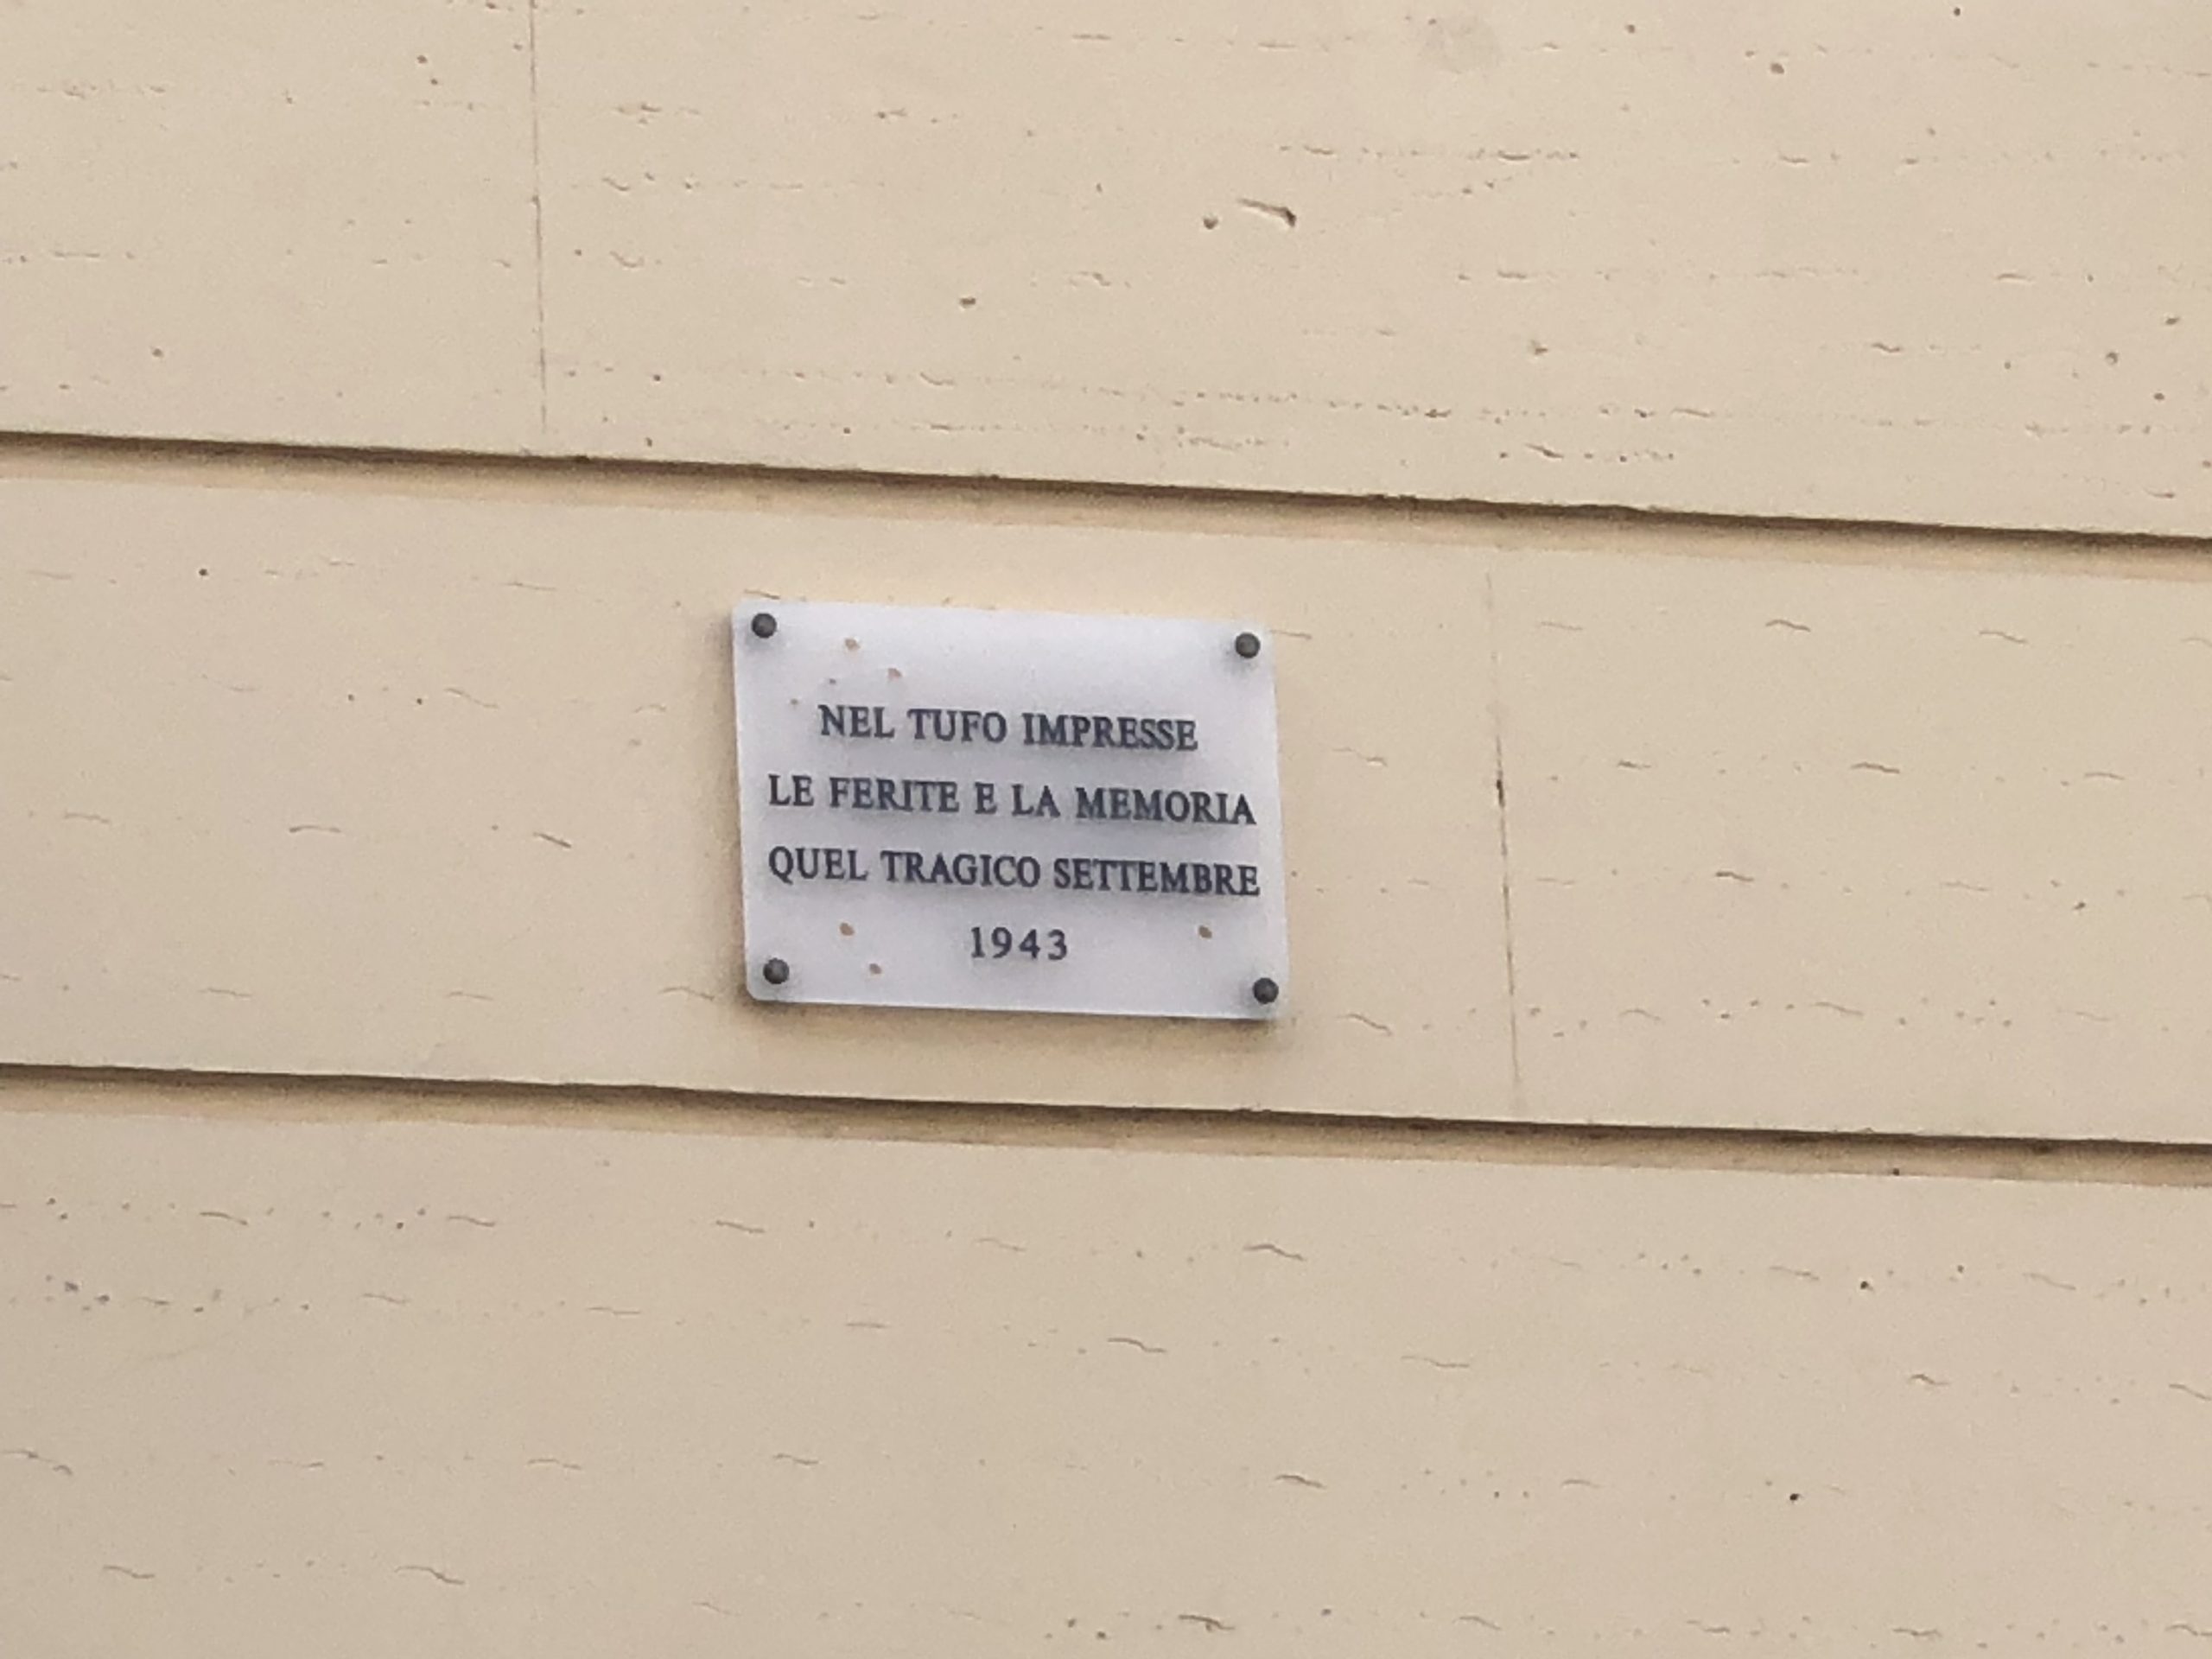 NEL TUFO IMPRESSE
LE FERITE E LA MEMORIA
QUEL TRAGICO SETTEMBRE
1943